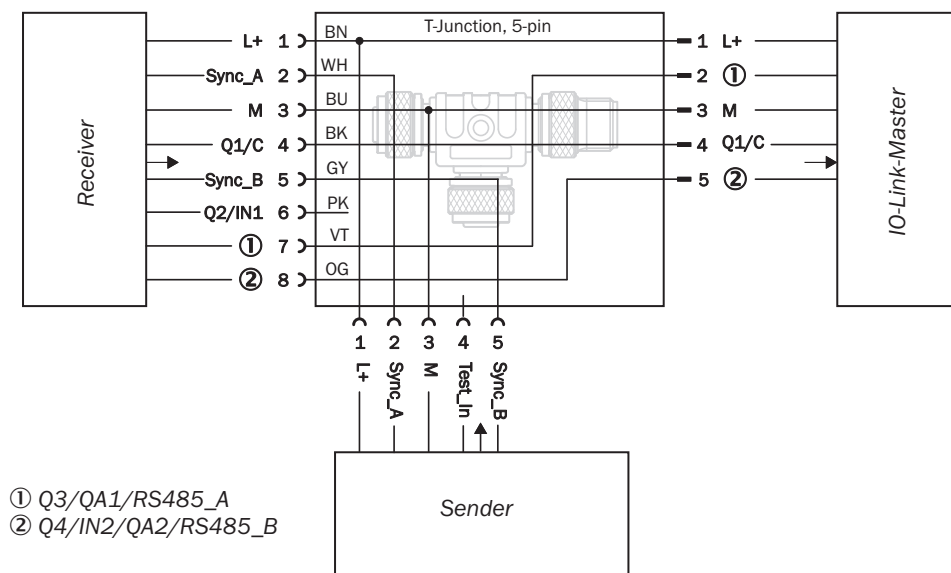 T-Junction, 5-pin
L+ 1 BN 1 L+
Sync_A 2 WH 2 ①
M 3 BU 3 M
Q1/C 4 BK 4 Q1/C
Sync_B 5 GY 5 ②
Q2/IN1 6 PK
① 7 VT
② 8 OG
Receiver
IO-Link-Master
1 2 3 4 5
L+
Sync_A
M
Test_In
Sync_B
Sender
① Q3/QA1/RS485_A
② Q4/IN2/QA2/RS485_B